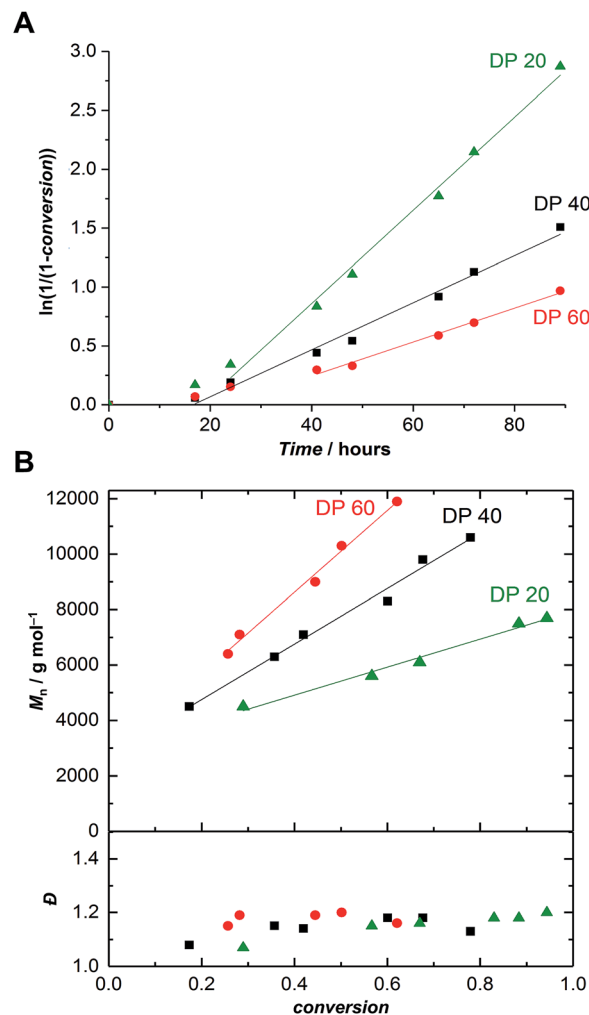 A
3.0
2.5
2.0
1.5
1.0
0.5
0.0
ln(1/(1-conversion))
DP 20
DP 40
DP 60
0 20 40 60 80
Time / hours
B
12000
10000
8000
6000
4000
2000
0
Mn / g mol⁻¹
DP 60
DP 40
DP 20
1.4
1.2
1.0
Đ
0.0 0.2 0.4 0.6 0.8 1.0
conversion